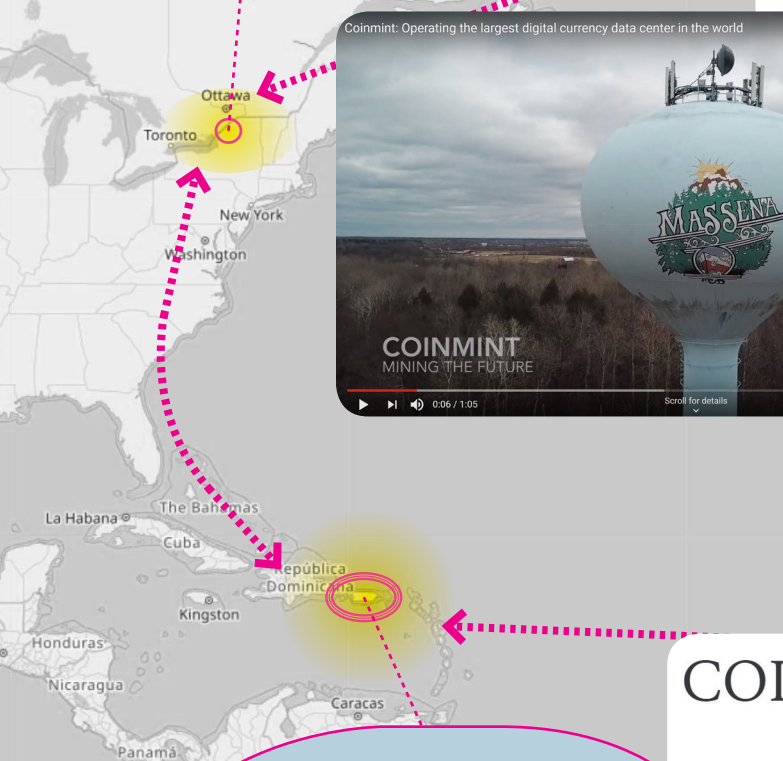 Coinmint: Operating the largest digital currency data center in the world
Ottawa
Toronto
MASSENA
New York
Washington
COINMINT
MINING THE FUTURE
0:06 / 1:05
Scroll for details
The Bahamas
La Habana
Cuba
República
Dominicana
Kingston
COI
Honduras
Nicaragua
Caracas
Panamá